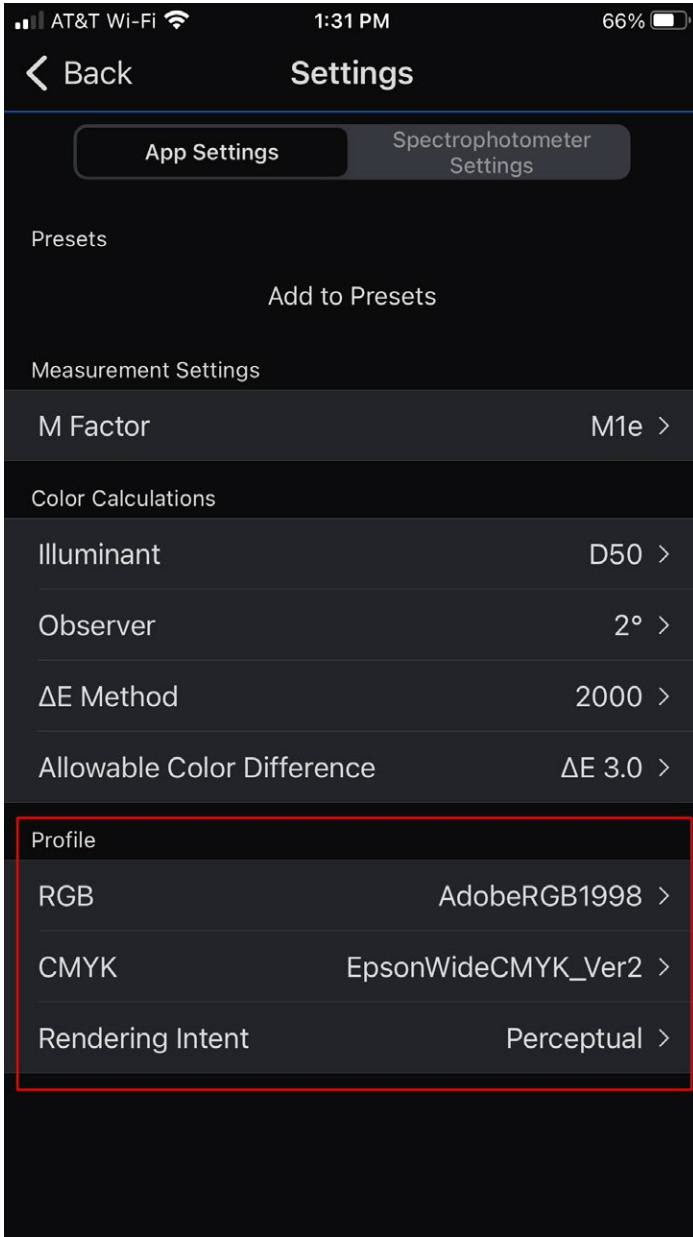 AT&T Wi-Fi 1:31 PM 66%
Back Settings
App Settings
Spectrophotometer
Settings
Presets
Add to Presets
Measurement Settings
M Factor M1e >
Color Calculations
Illuminant D50 >
Observer 2° >
ΔE Method 2000 >
Allowable Color Difference ΔE 3.0 >
Profile
RGB AdobeRGB1998 >
CMYK EpsonWideCMYK_Ver2 >
Rendering Intent Perceptual >